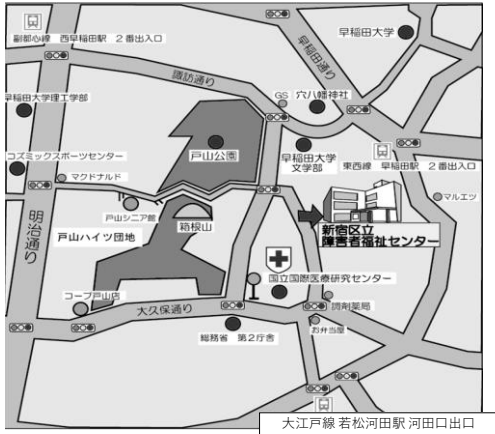 副都心線 西早稲田駅 2番出入口
早稲田大学
早稲田通り
諏訪通り
GS
穴八幡神社
早稲田大学理工学部
戸山公園
早稲田大学
文学部
東西線 早稲田駅 2番出入口
コズミックスポーツセンター
マクドナルド
マルエツ
明治通り
戸山シニア館
箱根山
新宿区立
障害者福祉センター
戸山ハイツ団地
国立国際医療研究センター
コープ戸山店
大久保通り
調剤薬局
お弁当屋
総務省 第2庁舎
大江戸線 若松河田駅 河田口出口